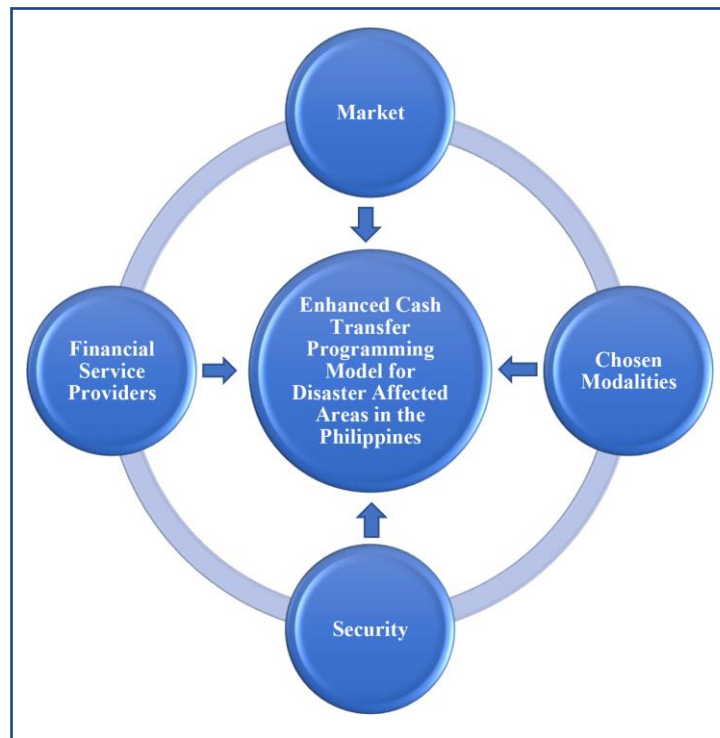 Market
Enhanced Cash
Transfer
Programming
Model for
Disaster Affected
Areas in the
Philippines
Financial
Service
Providers
Chosen
Modalities
Security